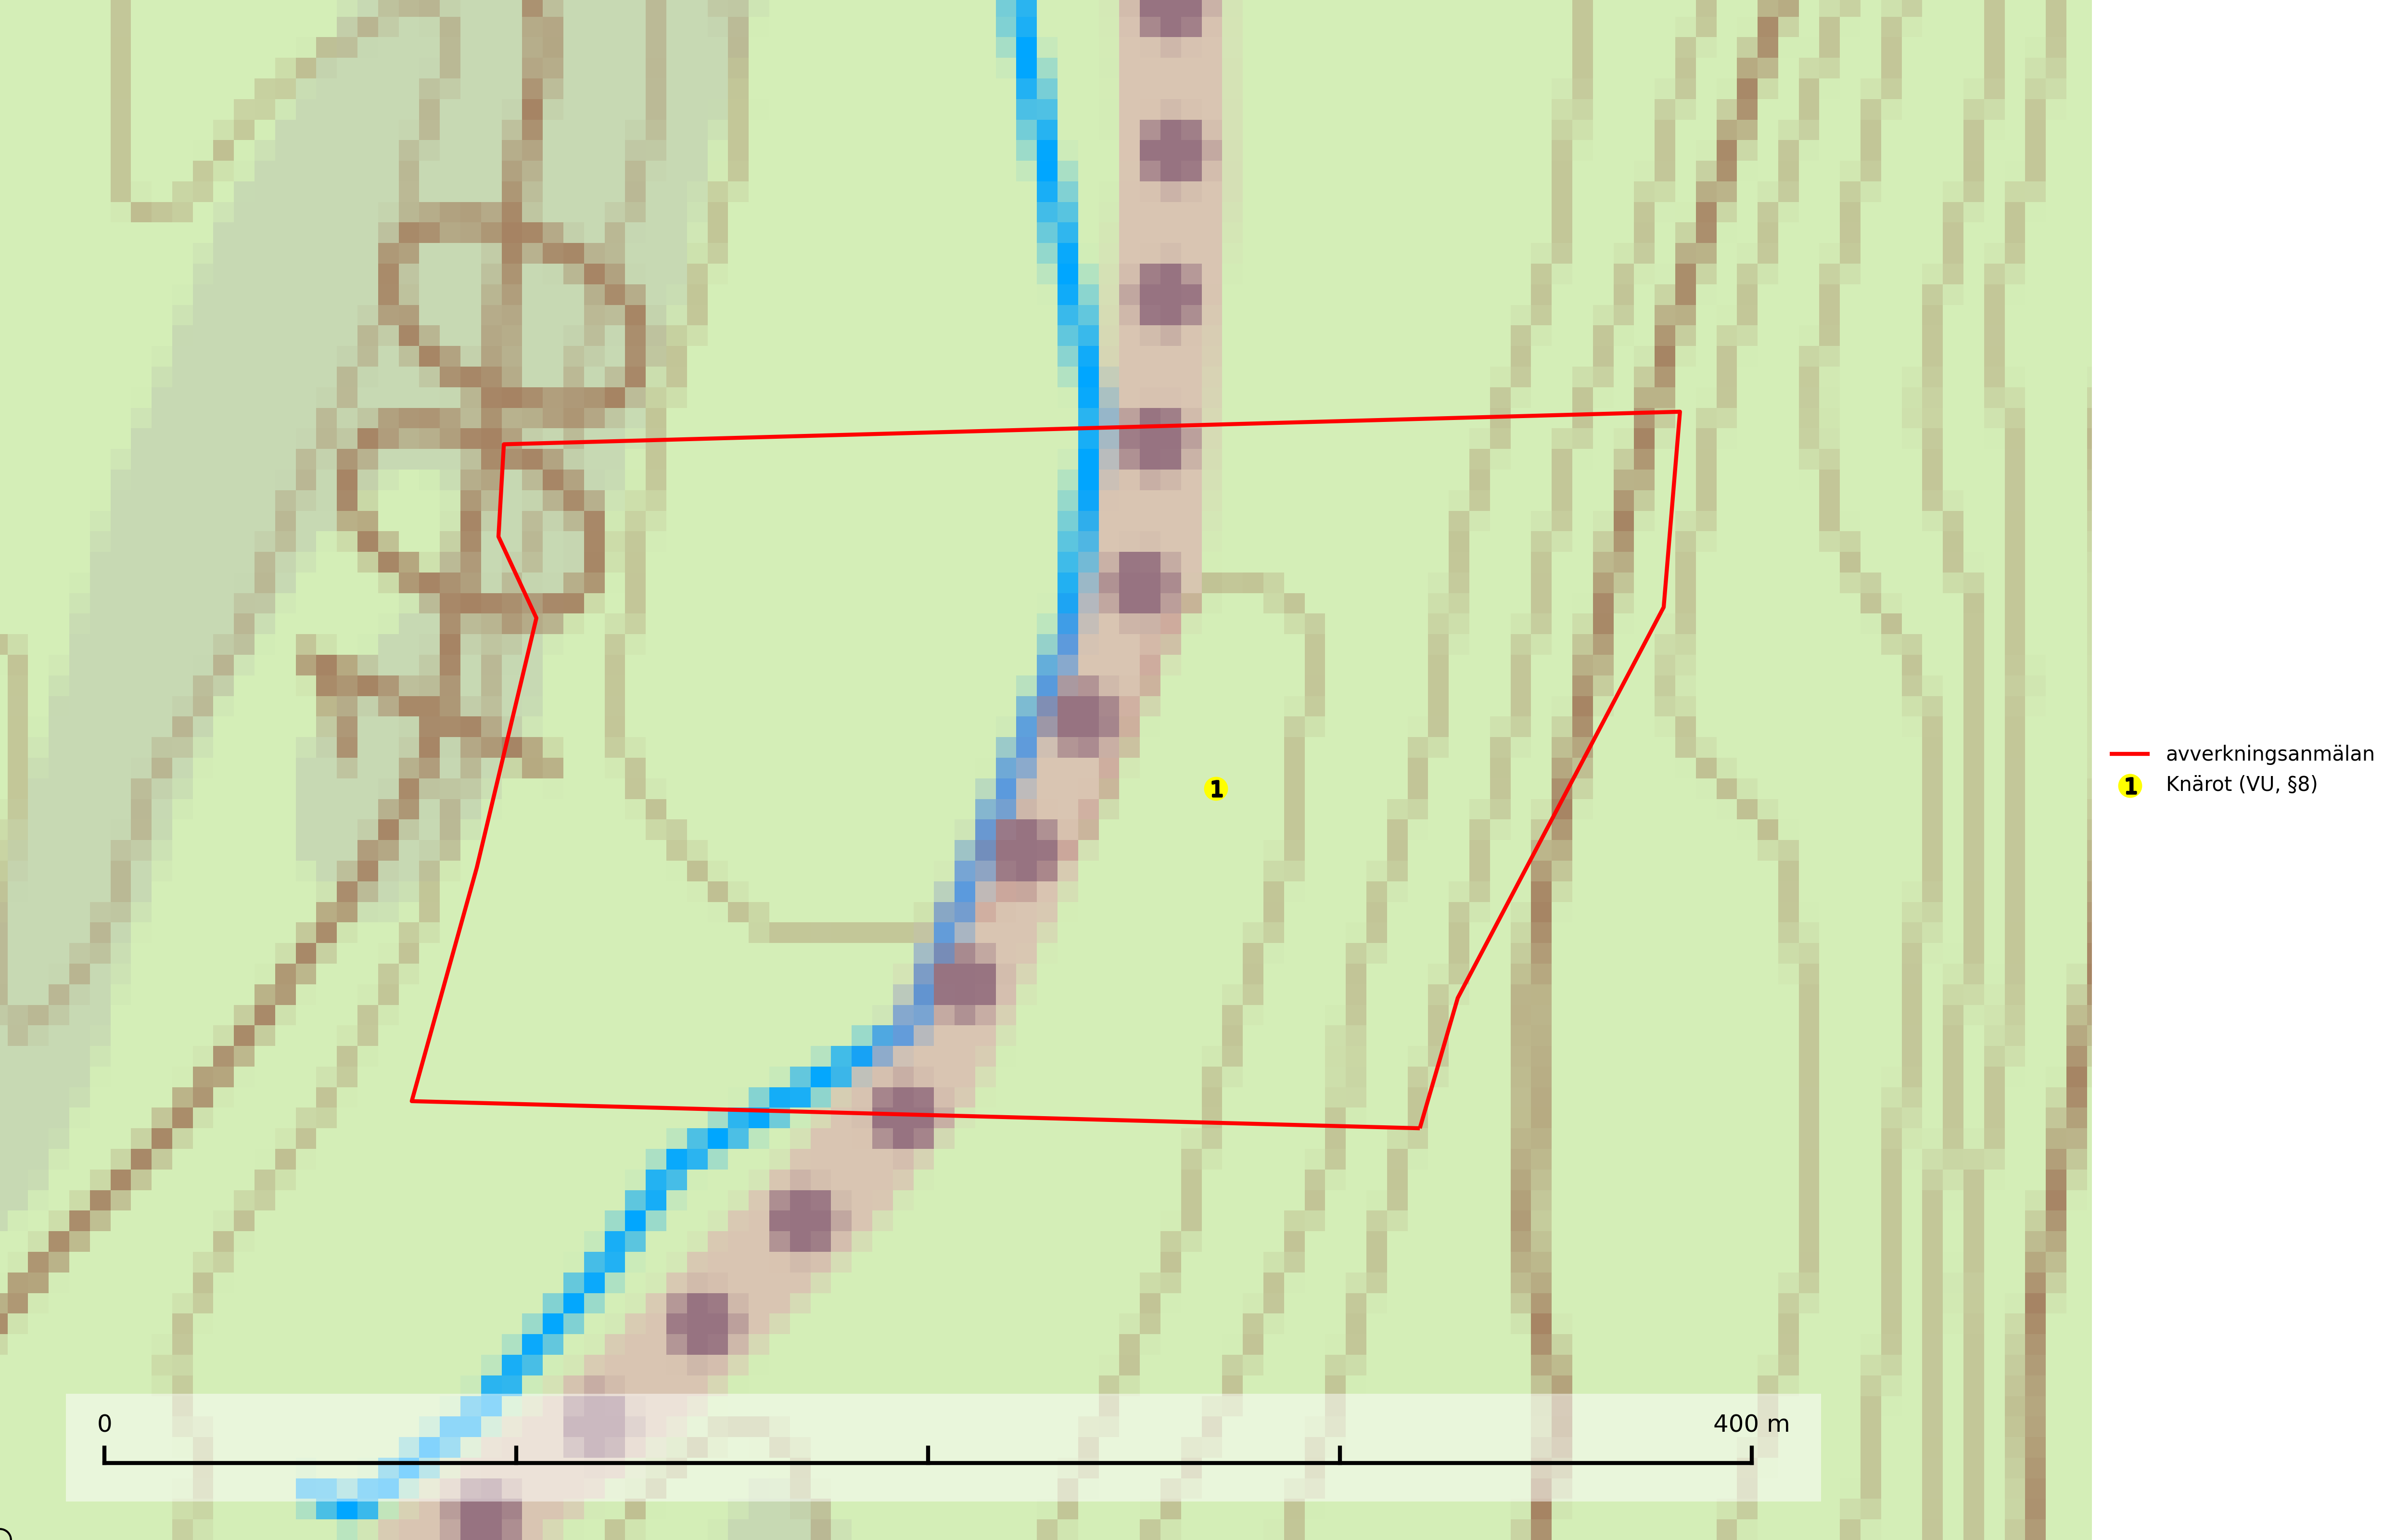 1
avverkningsanmälan
1 Knärot (VU, §8)
0 400 m